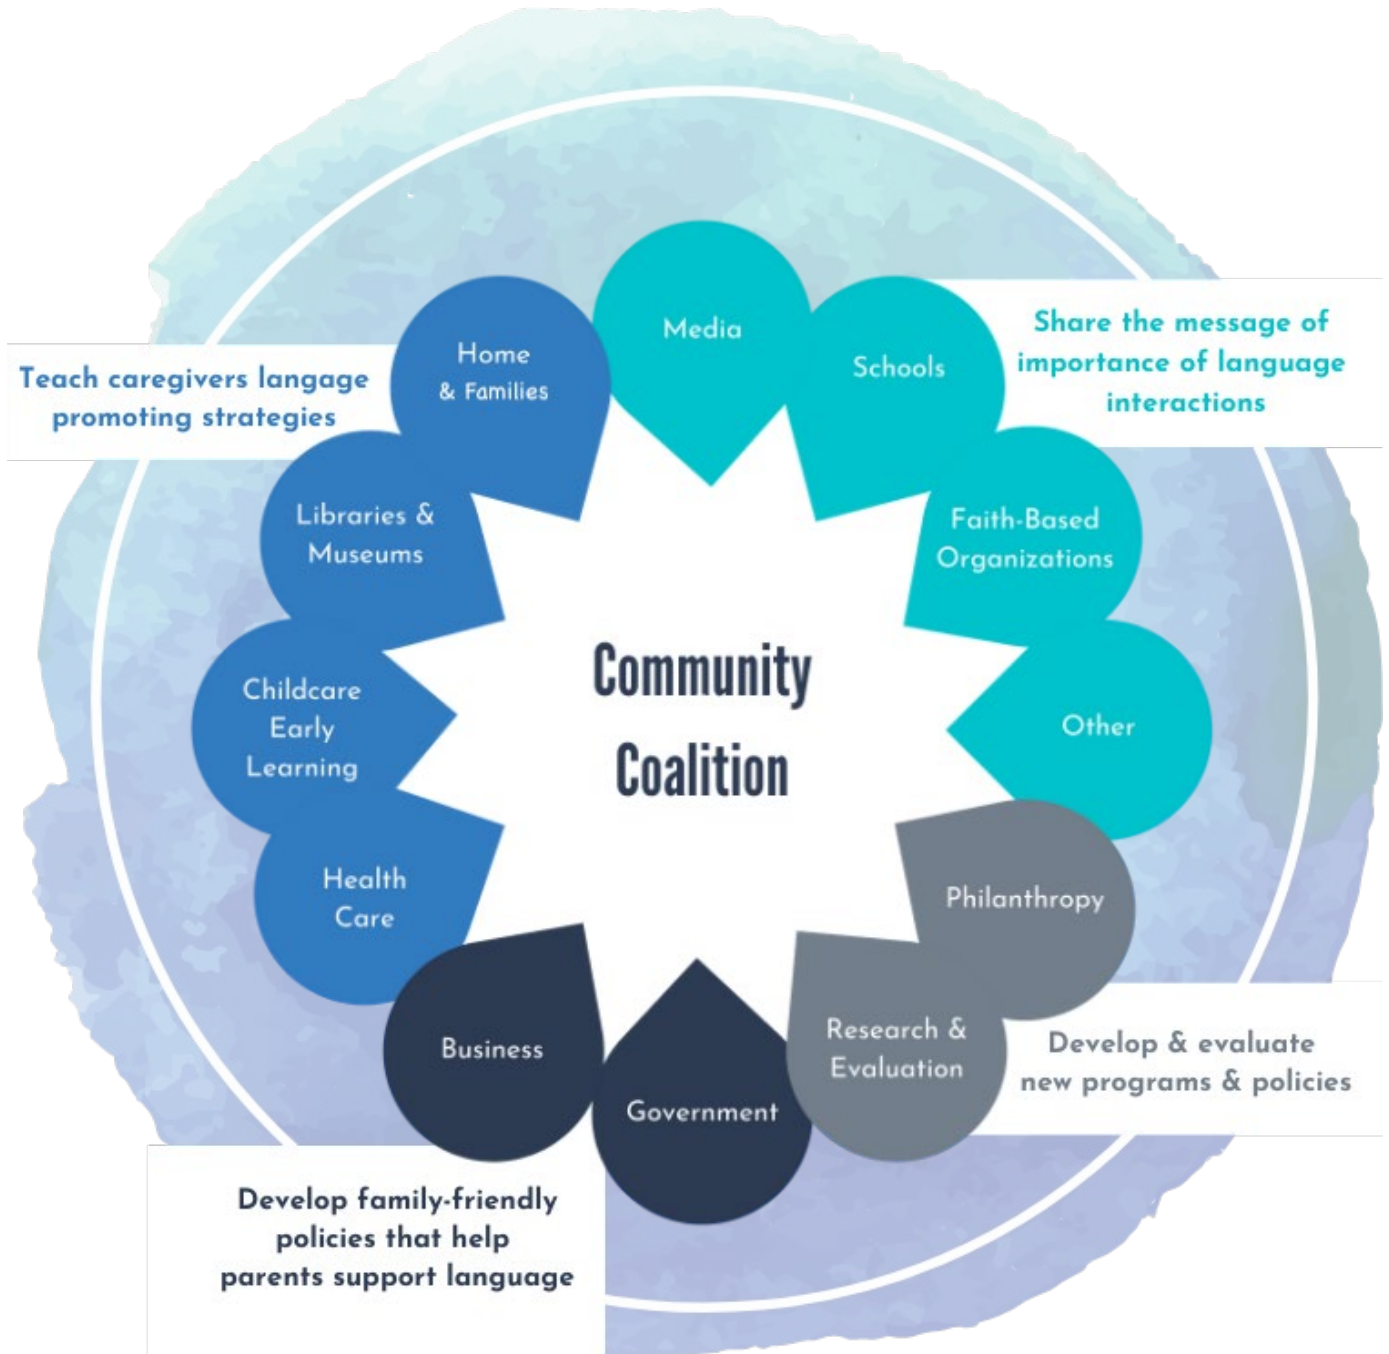 Media
Home
& Families
Schools
Share the message of
importance of language
interactions
Teach caregivers langage
promoting strategies
Libraries &
Museums
Faith-Based
Organizations
Childcare
Early
Learning
Community
Coalition
Other
Health
Care
Philanthropy
Business
Government
Research &
Evaluation
Develop & evaluate
new programs & policies
Develop family-friendly
policies that help
parents support language